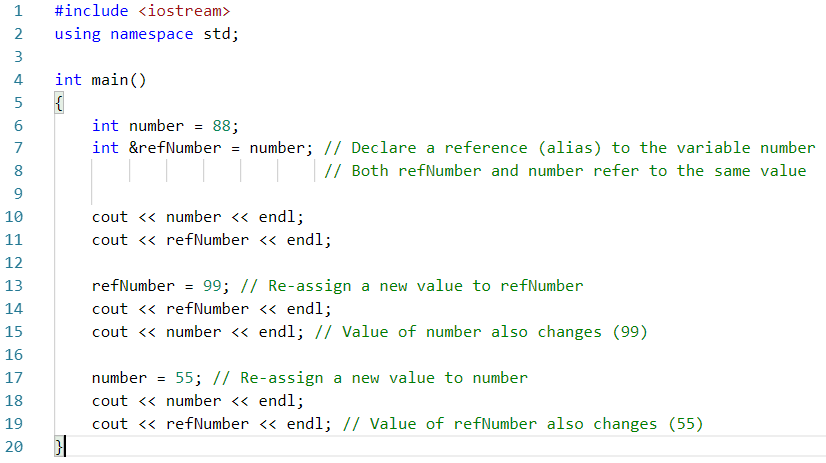 1 #include <iostream>
2 using namespace std;
3
4 int main()
5 {
6 int number = 88;
7 int &refNumber = number; // Declare a reference (alias) to the variable number
8 // Both refNumber and number refer to the same value
9
10 cout << number << endl;
11 cout << refNumber << endl;
12
13 refNumber = 99; // Re-assign a new value to refNumber
14 cout << refNumber << endl;
15 cout << number << endl; // Value of number also changes (99)
16
17 number = 55; // Re-assign a new value to number
18 cout << number << endl;
19 cout << refNumber << endl; // Value of refNumber also changes (55)
20 }